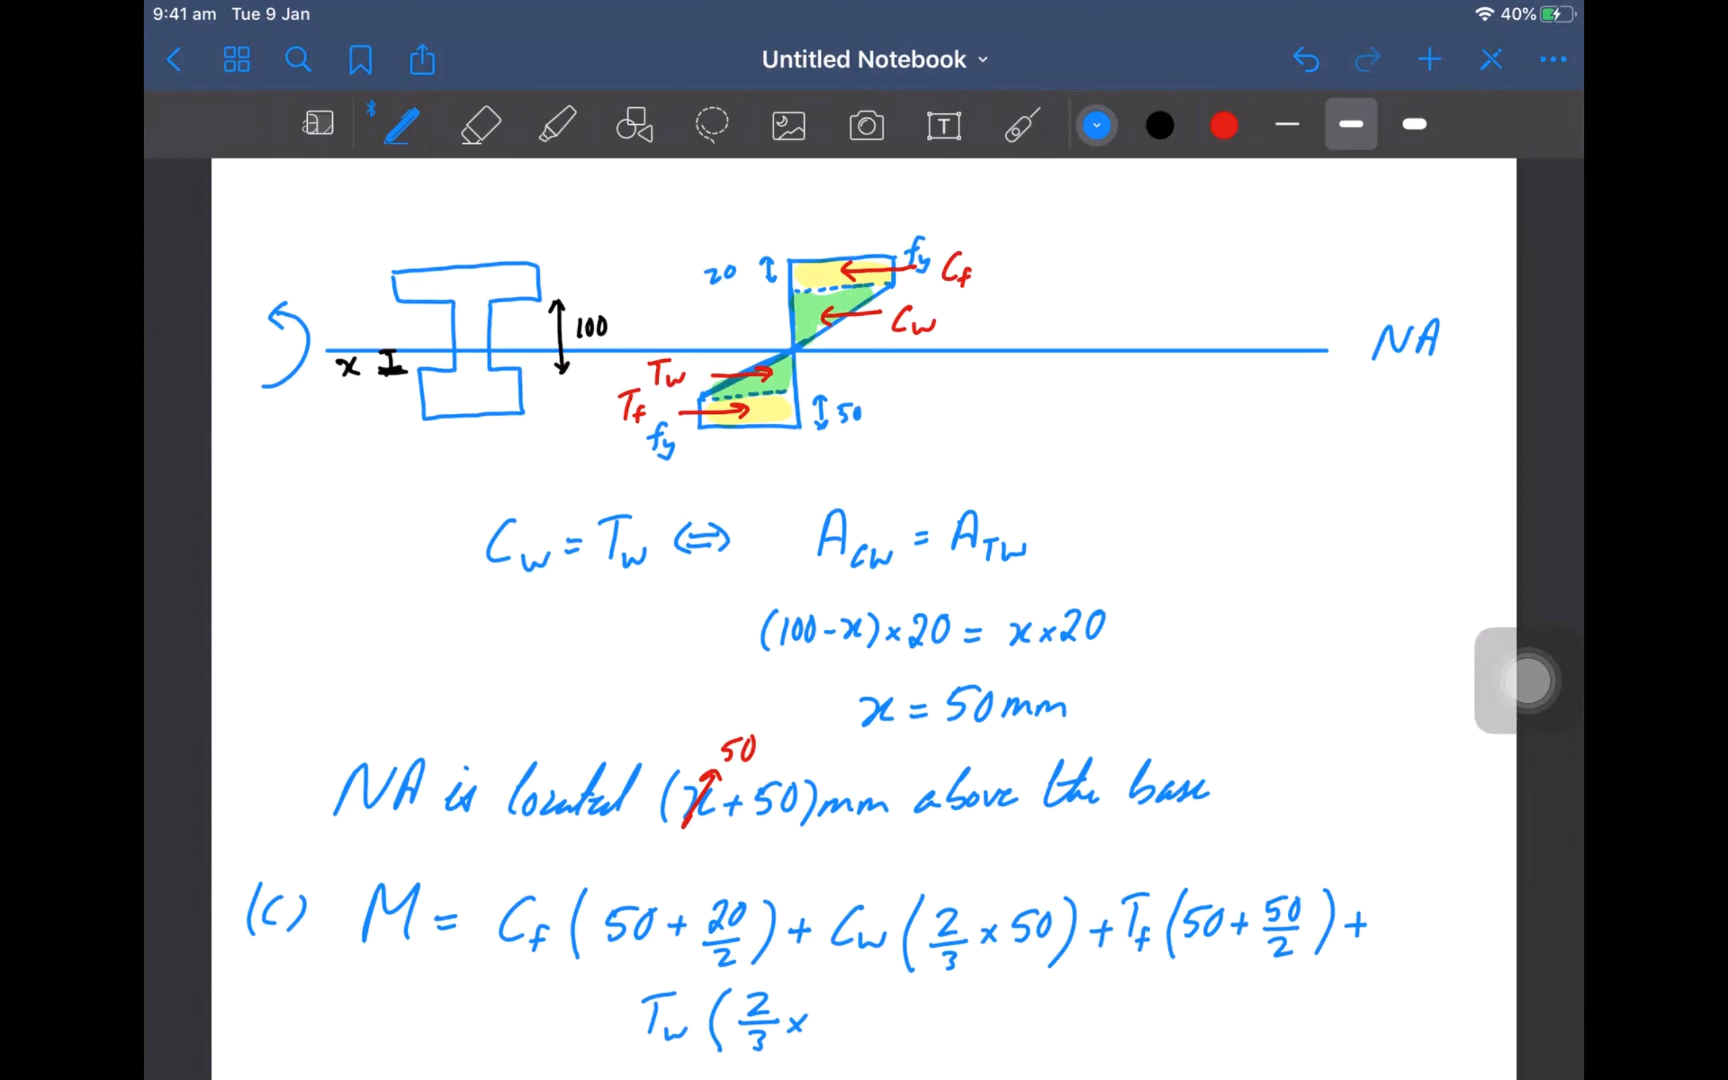 9:41 am Tue 9 Jan
40%
Untitled Notebook
T
20
fy
Cf
Cw
100
x
NA
Tw
Tf
fy
50
Cw = Tw ⇔ ACW = ATW
(100-x)×20 = x×20
x = 50mm
50
NA is located (x+50)mm above the base
(c) M = Cf(50 + 20/2) + Cw(2/3 × 50) + Tf(50 + 50/2) +
Tw(2/3 ×